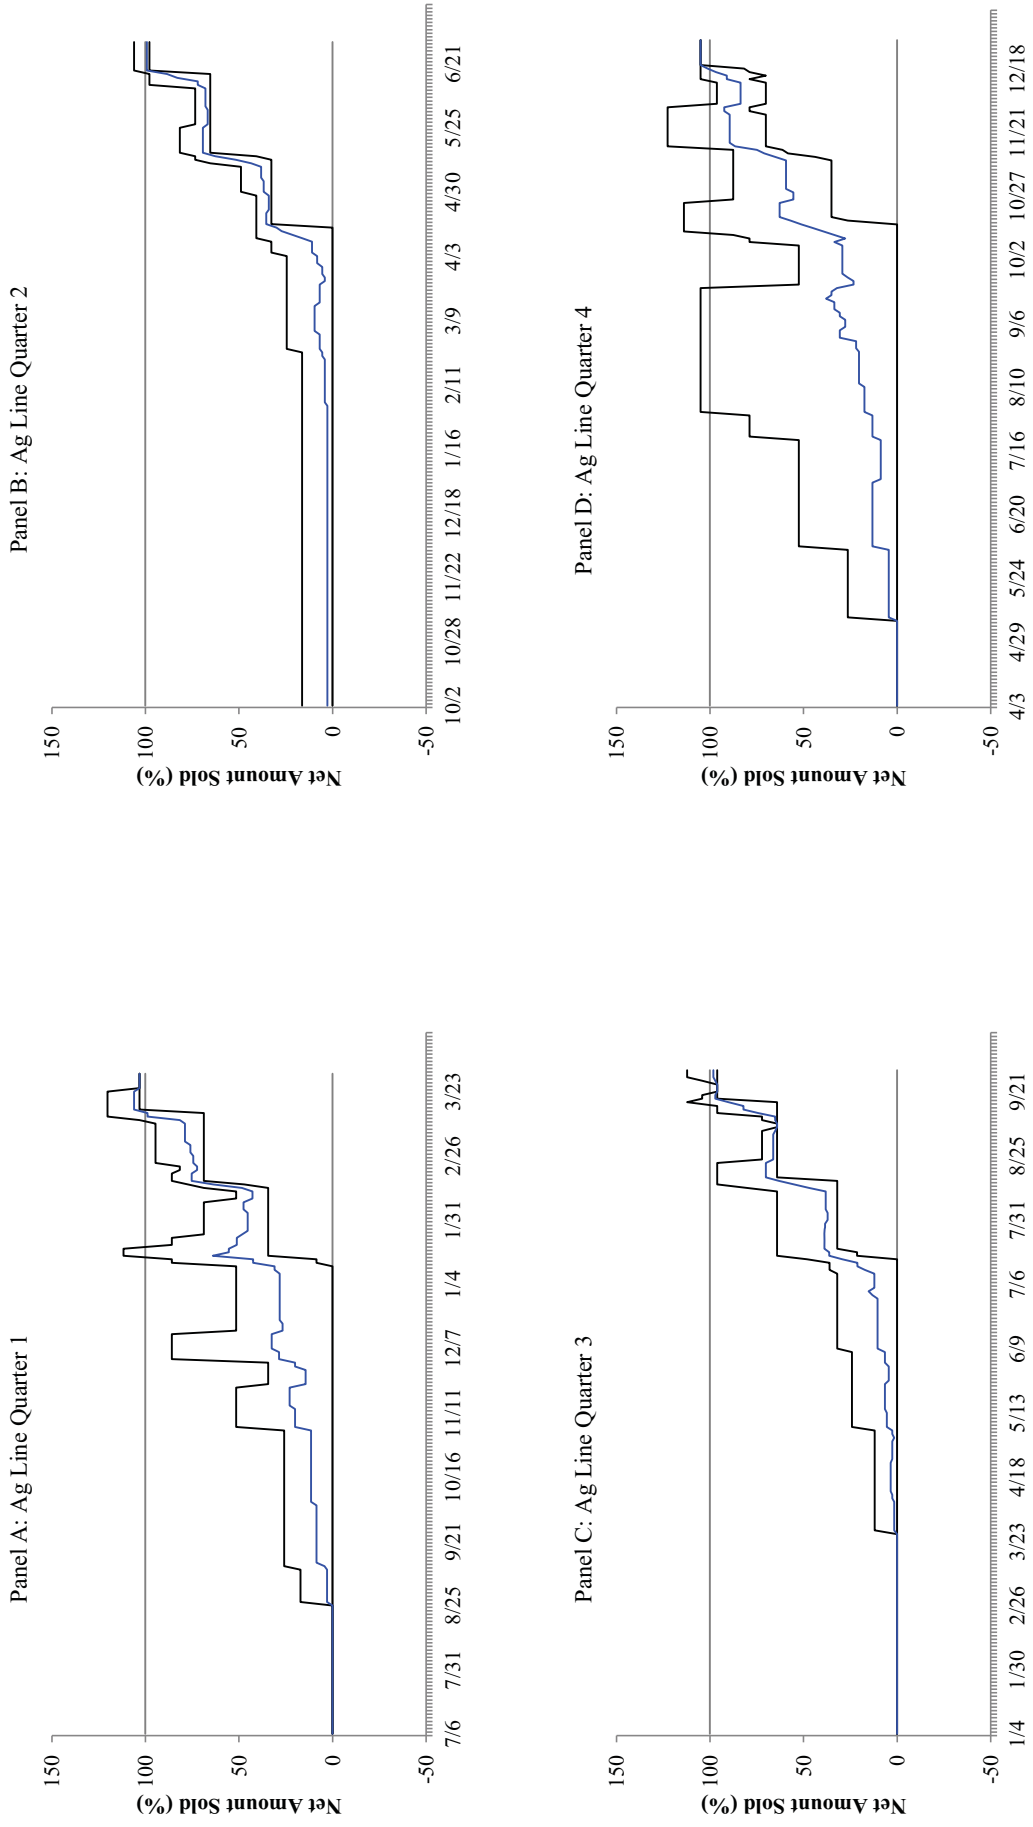 Panel A: Ag Line Quarter 1
Net Amount Sold (%)
150
100
50
0
-50
7/6 7/31 8/25 9/21 10/16 11/11 12/7 1/4 1/31 2/26 3/23
Panel B: Ag Line Quarter 2
Net Amount Sold (%)
150
100
50
0
-50
10/2 10/28 11/22 12/18 1/16 2/11 3/9 4/3 4/30 5/25 6/21
Panel C: Ag Line Quarter 3
Net Amount Sold (%)
150
100
50
0
-50
1/4 1/30 2/26 3/23 4/18 5/13 6/9 7/6 7/31 8/25 9/21
Panel D: Ag Line Quarter 4
Net Amount Sold (%)
150
100
50
0
-50
4/3 4/29 5/24 6/20 7/16 8/10 9/6 10/2 10/27 11/21 12/18